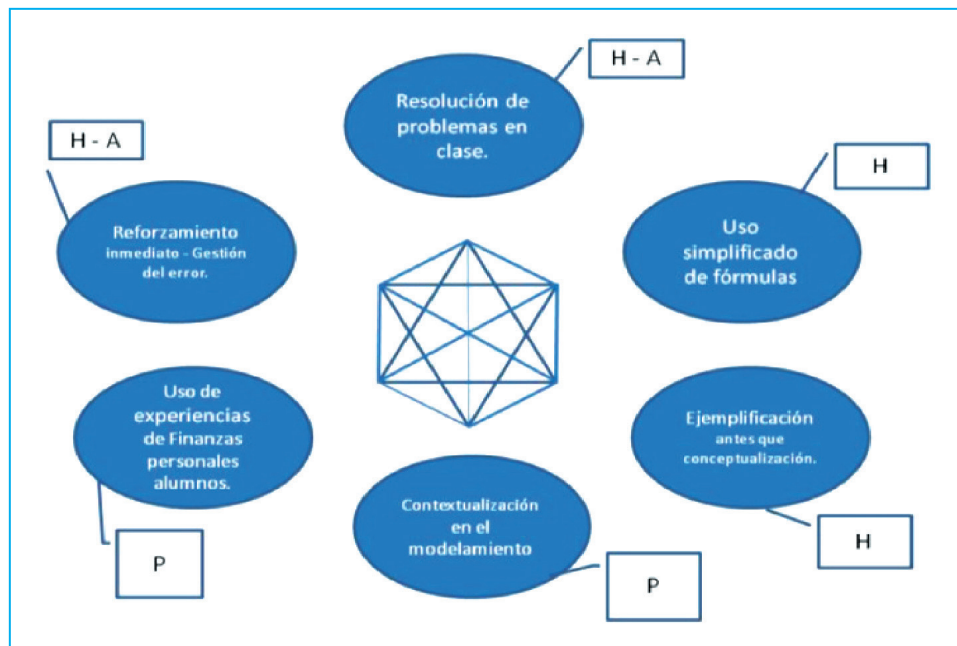 H - A
Resolución de
problemas en
clase.
H - A
Reforzamiento
inmediato - Gestión
del error.
H
Uso
simplificado
de fórmulas
Uso de
experiencias
de Finanzas
personales
alumnos.
P
Ejemplificación
antes que
conceptualización.
H
Contextualización
en el
modelamiento
P